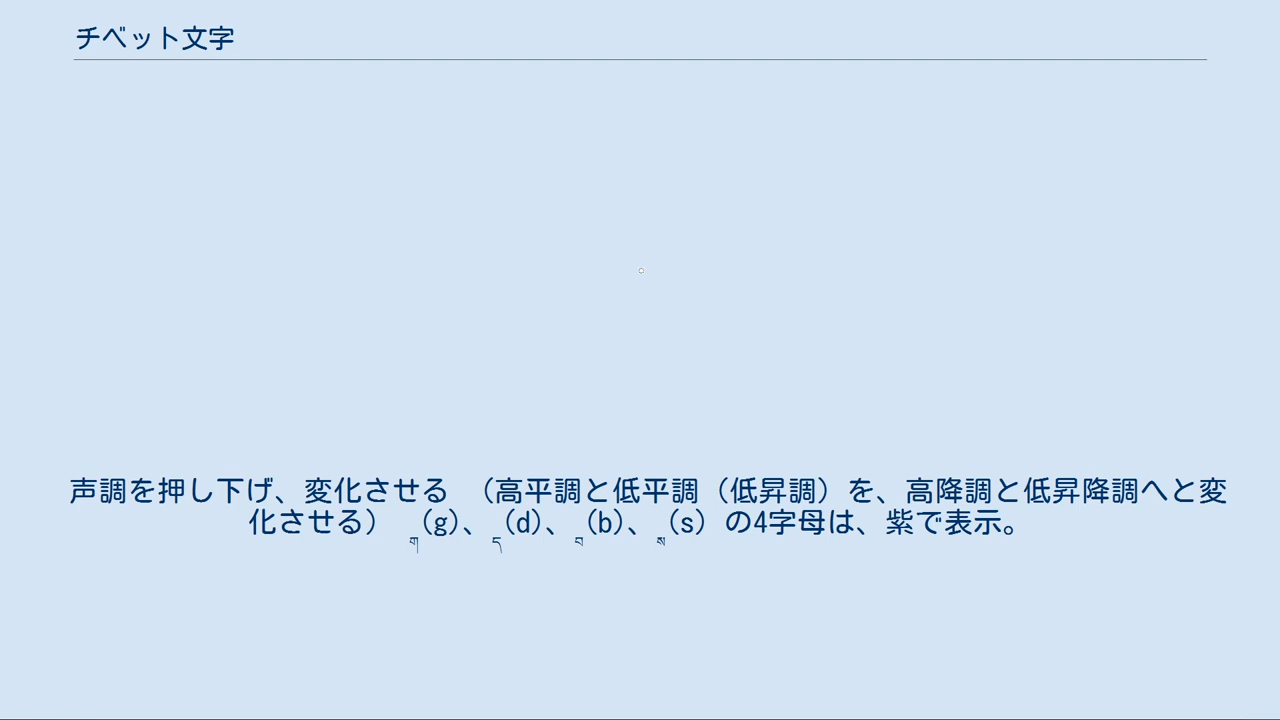 チベット文字
声調を押し下げ、変化させる （高平調と低平調（低昇調）を、高降調と低昇降調へと変
化させる） ག（g）、ད（d）、བ（b）、ས（s）の4字母は、紫で表示。